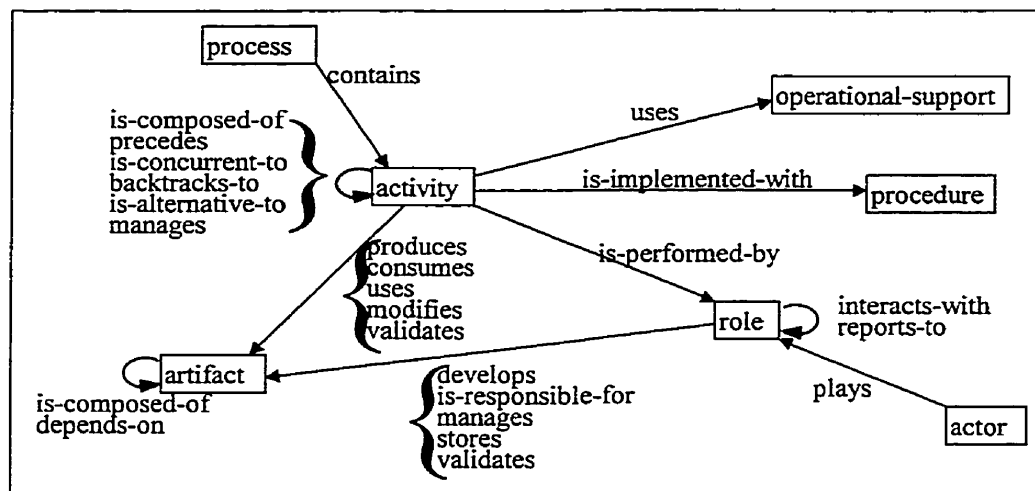 process
contains
operational-support
uses
is-composed-of
precedes
is-concurrent-to
backtracks-to
is-alternative-to
manages
activity
is-implemented-with
procedure
produces
consumes
uses
modifies
validates
is-performed-by
role
interacts-with
reports-to
artifact
is-composed-of
depends-on
develops
is-responsible-for
manages
stores
validates
plays
actor